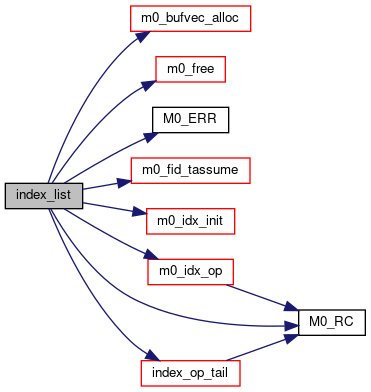 m0_bufvec_alloc
m0_free
M0_ERR
m0_fid_tassume
index_list
m0_idx_init
m0_idx_op
M0_RC
index_op_tail